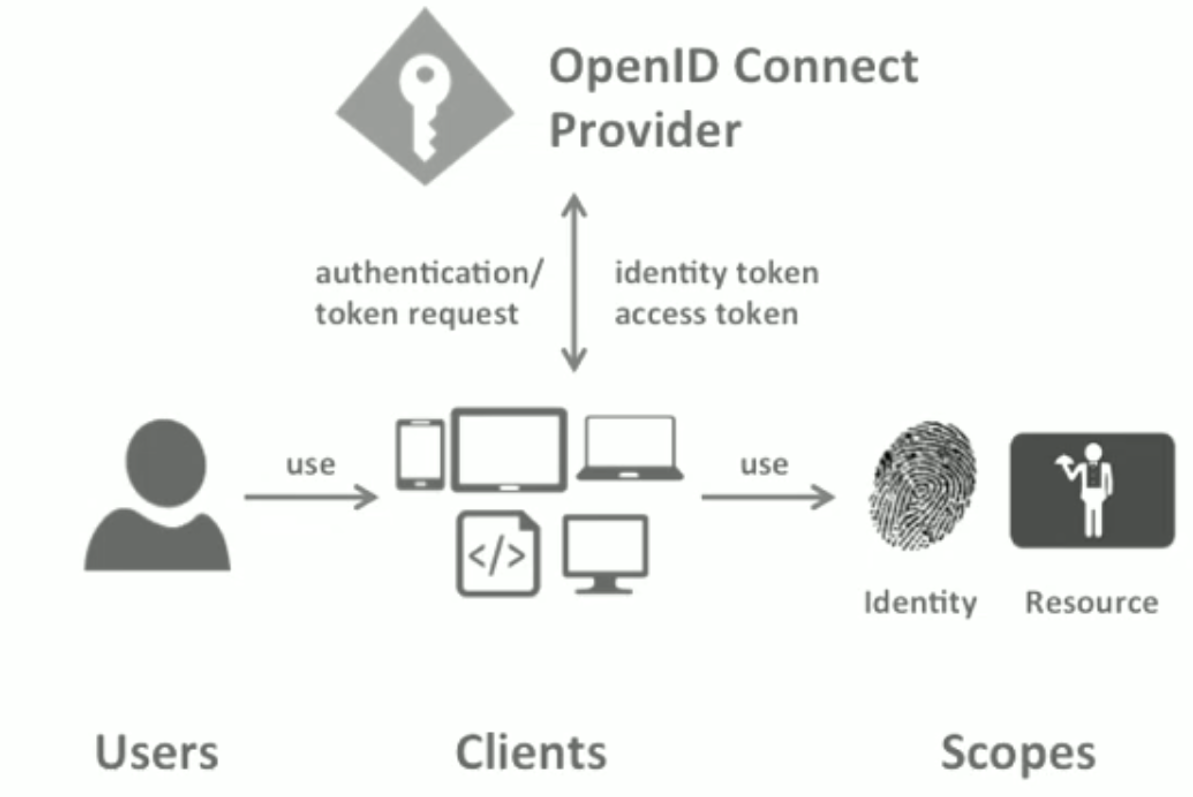 OpenID Connect
Provider
authentication/
token request
identity token
access token
use
use
</>
Identity
Resource
Users
Clients
Scopes